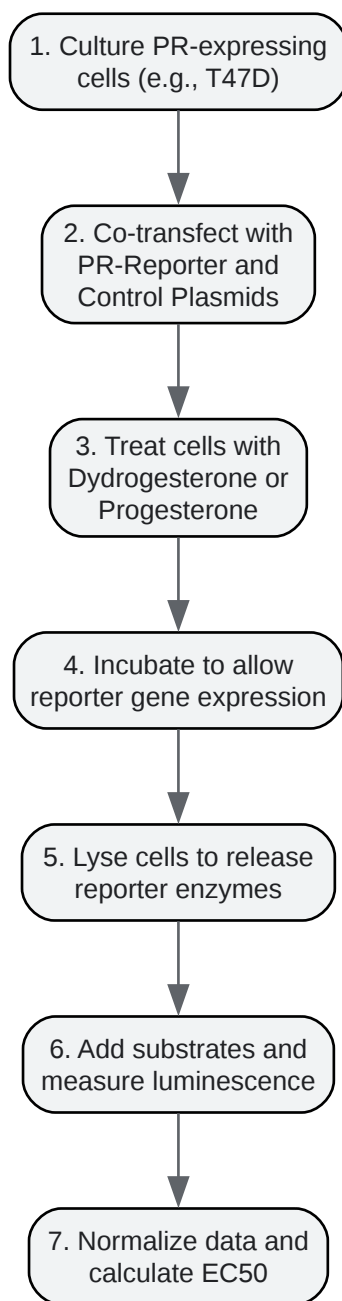 1. Culture PR-expressing
cells (e.g., T47D)
2. Co-transfect with
PR-Reporter and
Control Plasmids
3. Treat cells with
Dydrogesterone or
Progesterone
4. Incubate to allow
reporter gene expression
5. Lyse cells to release
reporter enzymes
6. Add substrates and
measure luminescence
7. Normalize data and
calculate EC50